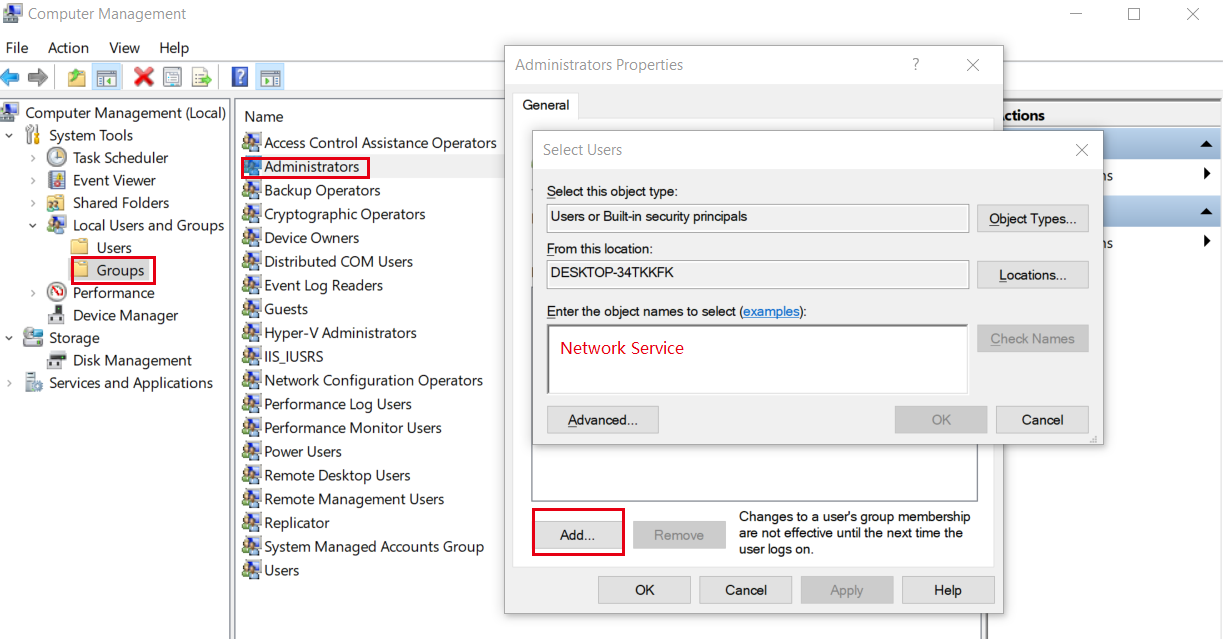 Computer Management
File Action View Help
Computer Management (Local)
System Tools
Task Scheduler
Event Viewer
Shared Folders
Local Users and Groups
Users
Groups
Performance
Device Manager
Storage
Disk Management
Services and Applications
Name
Access Control Assistance Operators
Administrators
Backup Operators
Cryptographic Operators
Device Owners
Distributed COM Users
Event Log Readers
Guests
Hyper-V Administrators
IIS_IUSRS
Network Configuration Operators
Performance Log Users
Performance Monitor Users
Power Users
Remote Desktop Users
Remote Management Users
Replicator
System Managed Accounts Group
Users
Administrators Properties
?
General
Select Users
Select this object type:
Users or Built-in security principals
Object Types...
From this location:
DESKTOP-34TKKFK
Locations...
Enter the object names to select (examples):
Network Service
Check Names
Advanced... OK Cancel
Add... Remove
Changes to a user's group membership
are not effective until the next time the
user logs on.
OK Cancel Apply Help